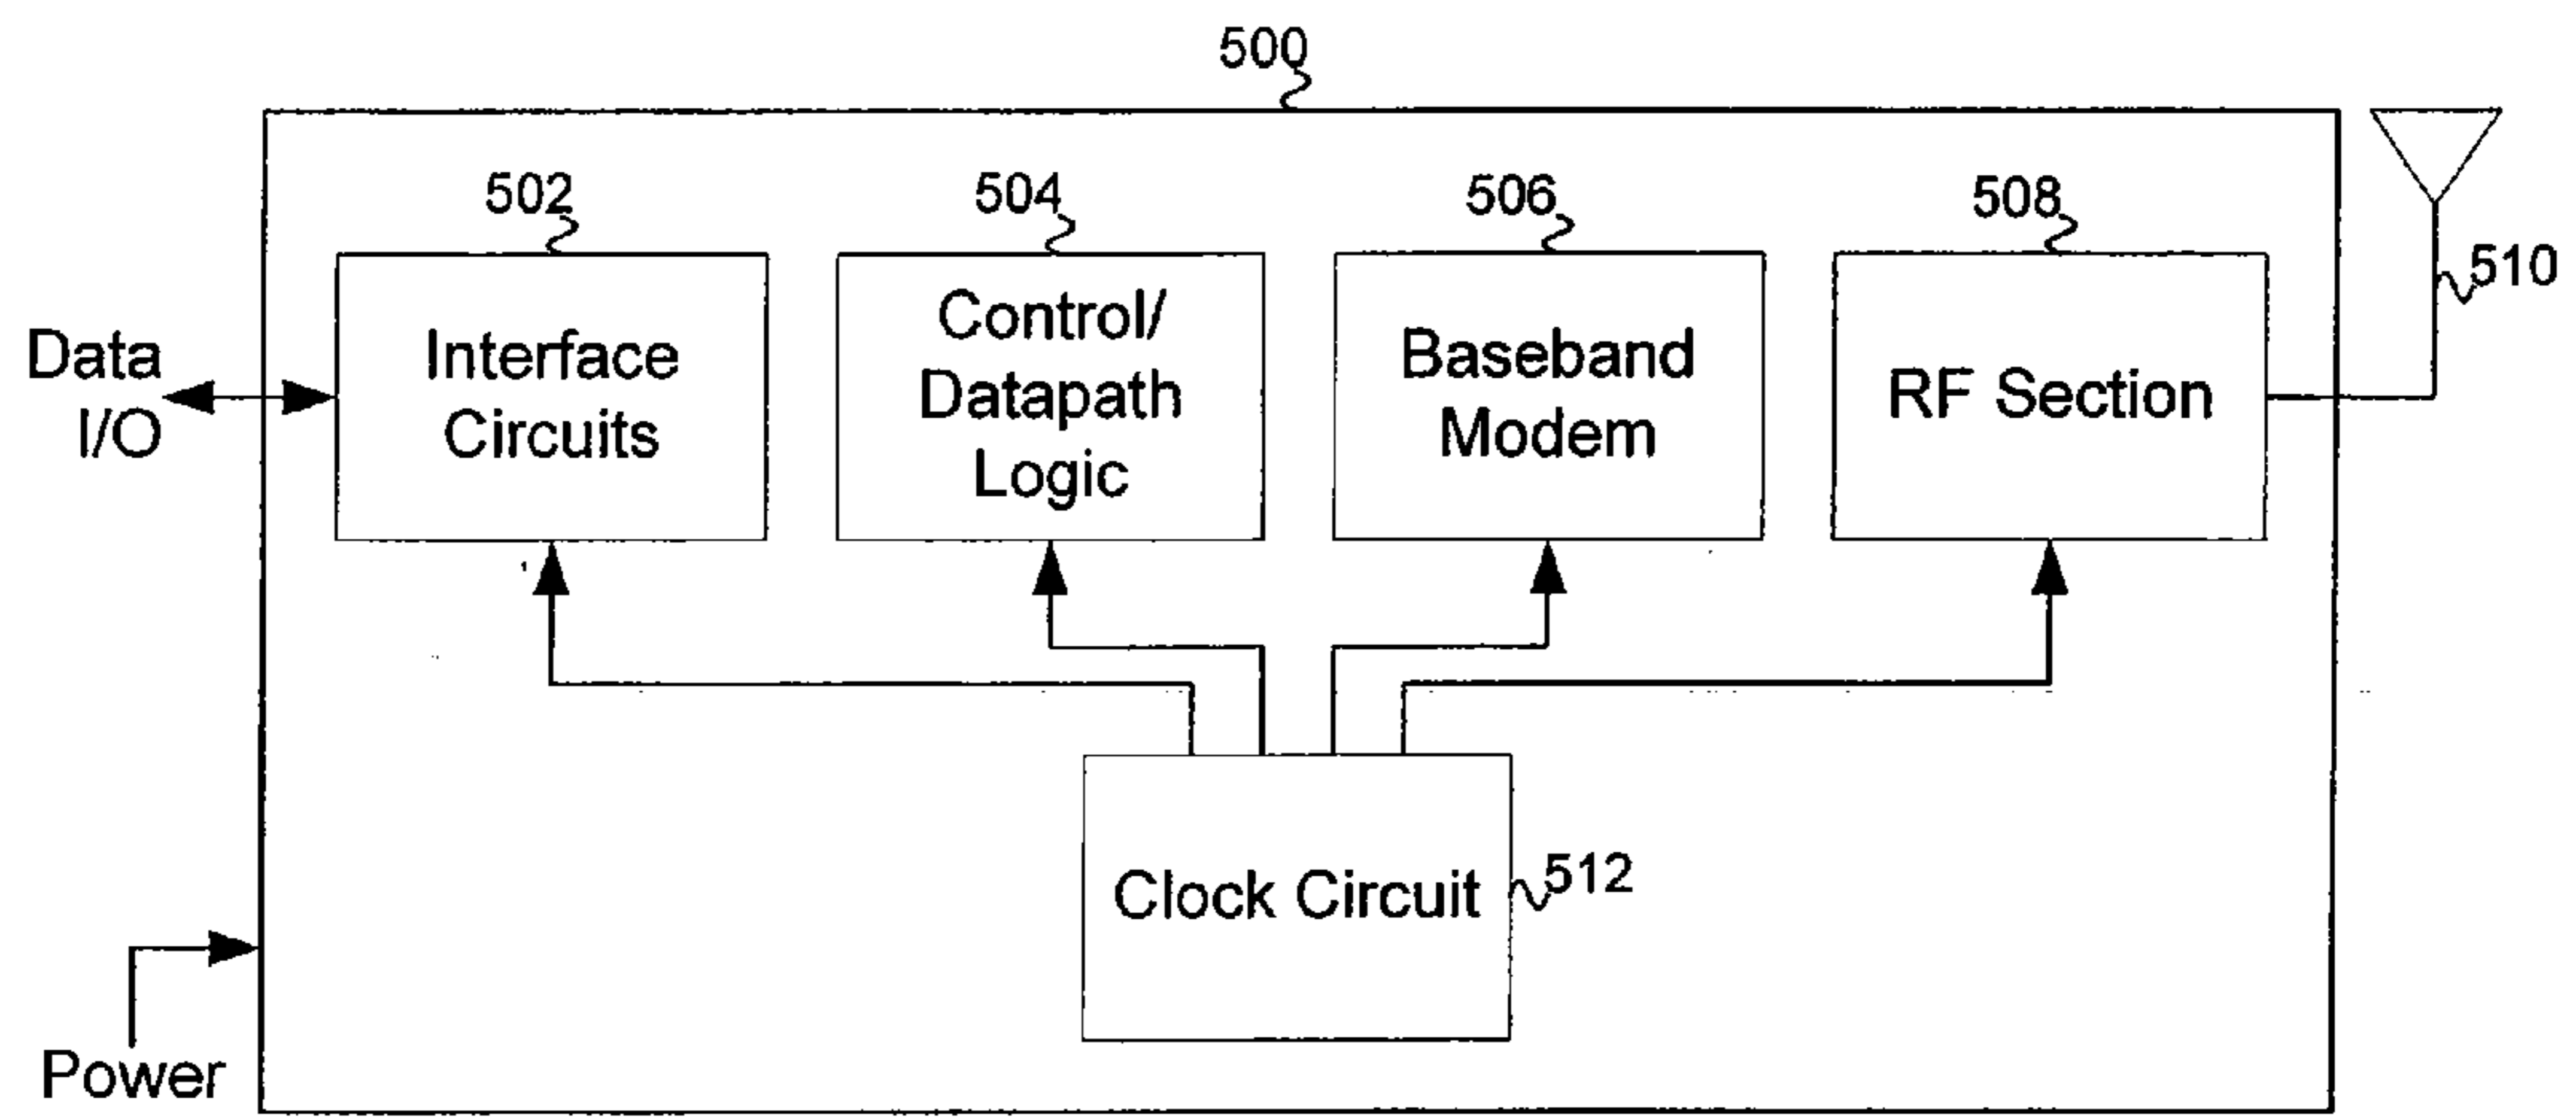 500
502
504
506
508
510
Data
I/O
Interface
Circuits
Control/
Datapath
Logic
Baseband
Modem
RF Section
Clock Circuit
512
Power